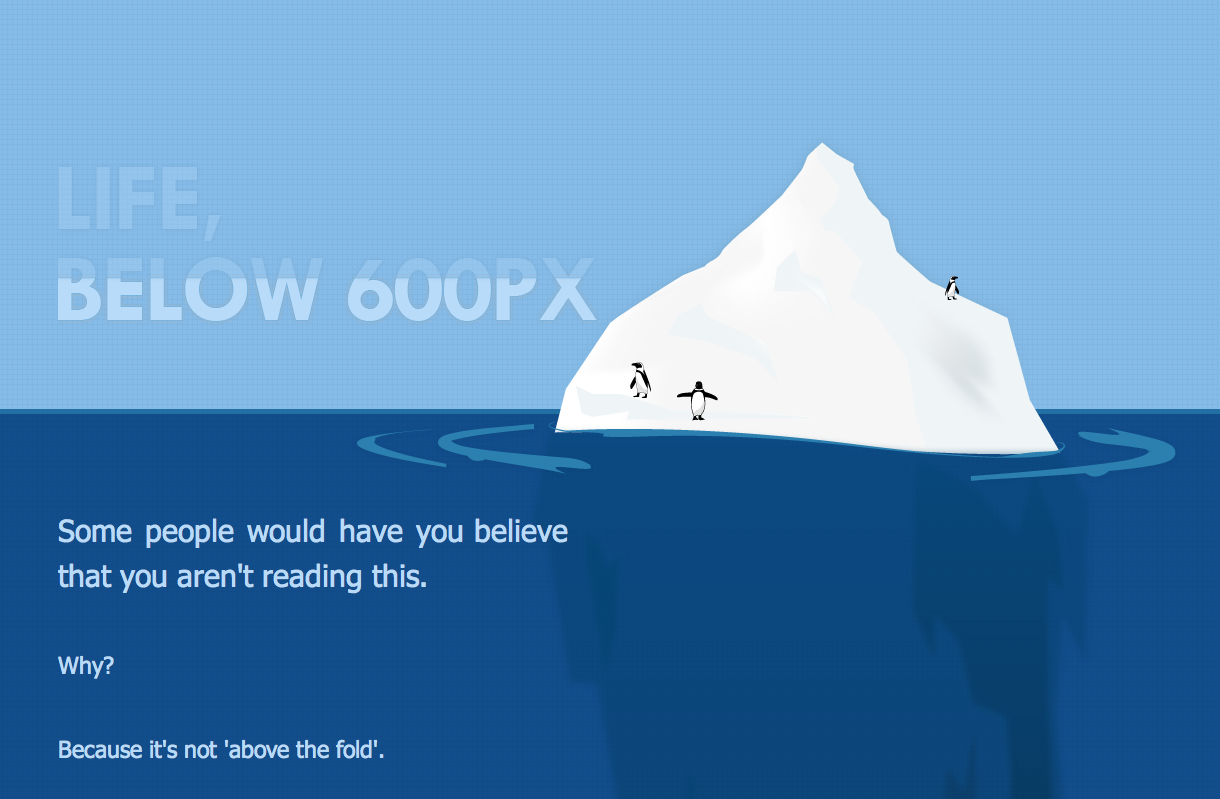 LIFE,
BELOW 600PX
Some people would have you believe
that you aren't reading this.
Why?
Because it's not 'above the fold'.